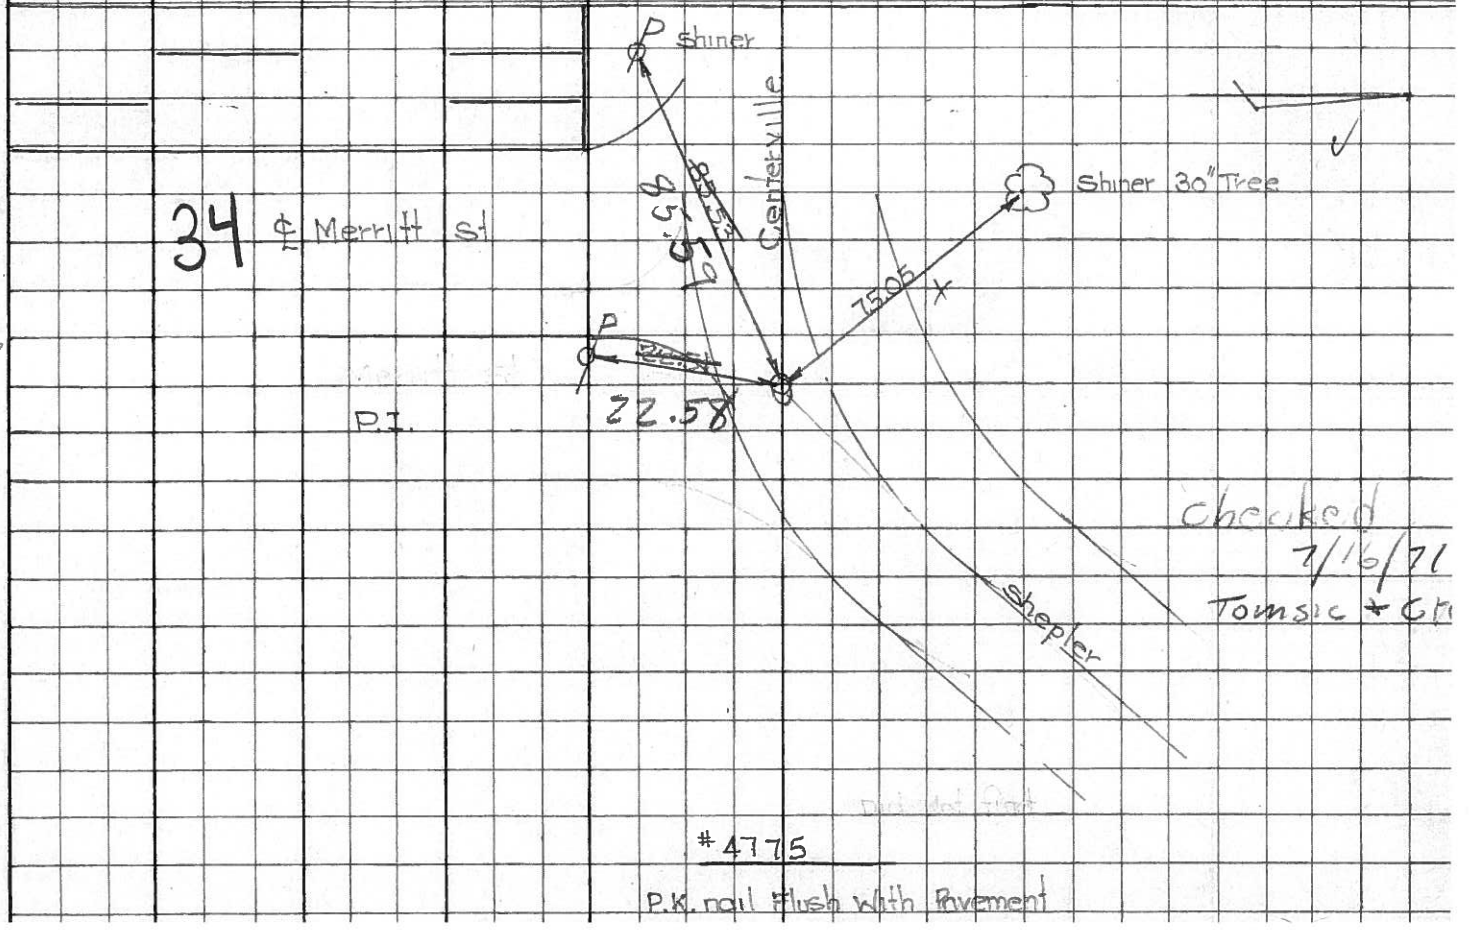 P Shiner
Centerville
85.59
Shiner 30" Tree
34 ₵ Merritt St
75.05
P
22.58
P.I.
Checked
7/16/71
Tomsic +
Shepler
#4775
P.K. nail Flush With Pavement